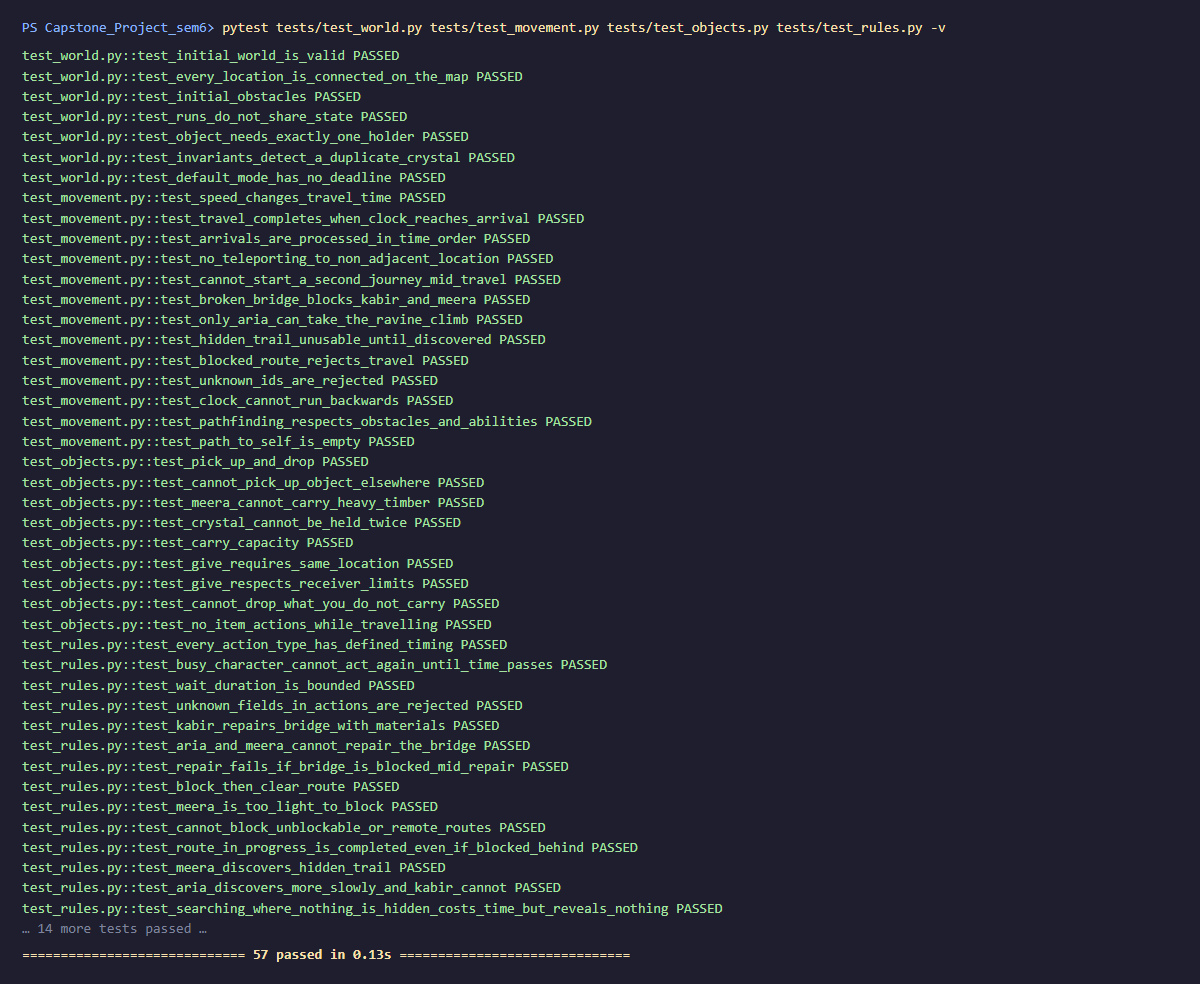 PS Capstone_Project_sem6> pytest tests/test_world.py tests/test_movement.py tests/test_objects.py tests/test_rules.py -v
test_world.py::test_initial_world_is_valid PASSED
test_world.py::test_every_location_is_connected_on_the_map PASSED
test_world.py::test_initial_obstacles PASSED
test_world.py::test_runs_do_not_share_state PASSED
test_world.py::test_object_needs_exactly_one_holder PASSED
test_world.py::test_invariants_detect_a_duplicate_crystal PASSED
test_world.py::test_default_mode_has_no_deadline PASSED
test_movement.py::test_speed_changes_travel_time PASSED
test_movement.py::test_travel_completes_when_clock_reaches_arrival PASSED
test_movement.py::test_arrivals_are_processed_in_time_order PASSED
test_movement.py::test_no_teleporting_to_non_adjacent_location PASSED
test_movement.py::test_cannot_start_a_second_journey_mid_travel PASSED
test_movement.py::test_broken_bridge_blocks_kabir_and_meera PASSED
test_movement.py::test_only_aria_can_take_the_ravine_climb PASSED
test_movement.py::test_hidden_trail_unusable_until_discovered PASSED
test_movement.py::test_blocked_route_rejects_travel PASSED
test_movement.py::test_unknown_ids_are_rejected PASSED
test_movement.py::test_clock_cannot_run_backwards PASSED
test_movement.py::test_pathfinding_respects_obstacles_and_abilities PASSED
test_movement.py::test_path_to_self_is_empty PASSED
test_objects.py::test_pick_up_and_drop PASSED
test_objects.py::test_cannot_pick_up_object_elsewhere PASSED
test_objects.py::test_meera_cannot_carry_heavy_timber PASSED
test_objects.py::test_crystal_cannot_be_held_twice PASSED
test_objects.py::test_carry_capacity PASSED
test_objects.py::test_give_requires_same_location PASSED
test_objects.py::test_give_respects_receiver_limits PASSED
test_objects.py::test_cannot_drop_what_you_do_not_carry PASSED
test_objects.py::test_no_item_actions_while_travelling PASSED
test_rules.py::test_every_action_type_has_defined_timing PASSED
test_rules.py::test_busy_character_cannot_act_again_until_time_passes PASSED
test_rules.py::test_wait_duration_is_bounded PASSED
test_rules.py::test_unknown_fields_in_actions_are_rejected PASSED
test_rules.py::test_kabir_repairs_bridge_with_materials PASSED
test_rules.py::test_aria_and_meera_cannot_repair_the_bridge PASSED
test_rules.py::test_repair_fails_if_bridge_is_blocked_mid_repair PASSED
test_rules.py::test_block_then_clear_route PASSED
test_rules.py::test_meera_is_too_light_to_block PASSED
test_rules.py::test_cannot_block_unblockable_or_remote_routes PASSED
test_rules.py::test_route_in_progress_is_completed_even_if_blocked_behind PASSED
test_rules.py::test_meera_discovers_hidden_trail PASSED
test_rules.py::test_aria_discovers_more_slowly_and_kabir_cannot PASSED
test_rules.py::test_searching_where_nothing_is_hidden_costs_time_but_reveals_nothing PASSED
… 14 more tests passed …
============================= 57 passed in 0.13s ==============================